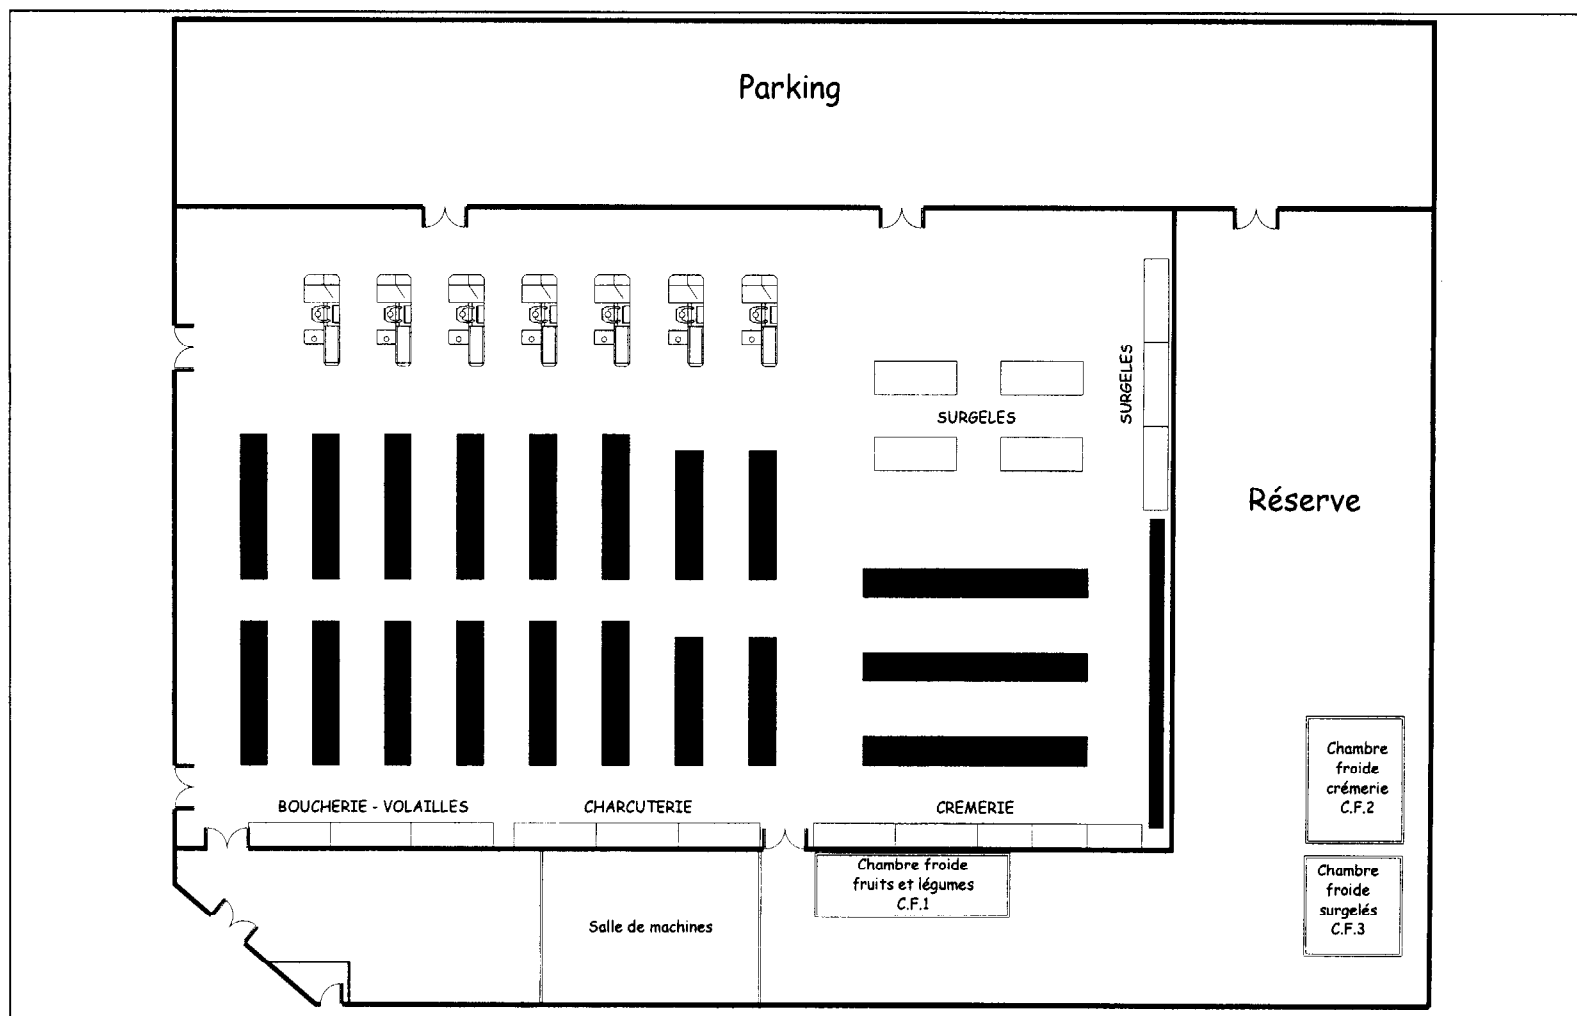 Parking
SURGELES
SURGELES
Réserve
Chambre
froide
crémerie
C.F.2
BOUCHERIE - VOLAILLES
CHARCUTERIE
CREMERIE
Chambre froide
fruits et légumes
C.F.1
Chambre
froide
surgelés
C.F.3
Salle de machines